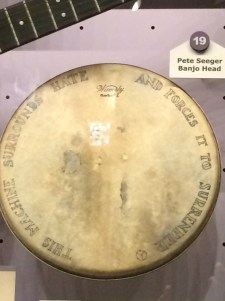 19
Pete Seeger
Banjo Head
THIS MACHINE SURROUNDS HATE AND FORCES IT TO SURRENDER